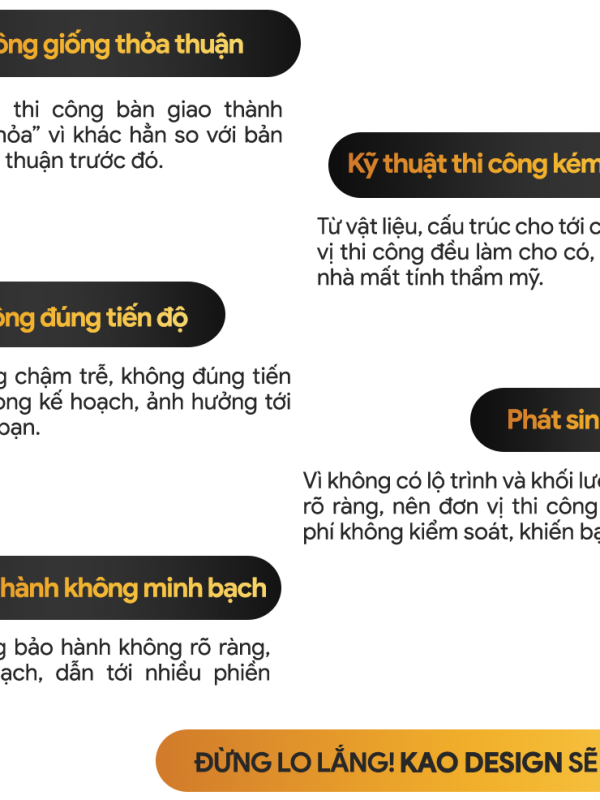 ông giống thỏa thuận
thi công bàn giao thành
hỏa” vì khác hẳn so với bản
thuận trước đó.
Kỹ thuật thi công kém
Từ vật liệu, cấu trúc cho tới c
vị thi công đều làm cho có,
nhà mất tính thẩm mỹ.
ông đúng tiến độ
g chậm trễ, không đúng tiến
ong kế hoạch, ảnh hưởng tới
bạn.
Phát sin
Vì không có lộ trình và khối lư
rõ ràng, nên đơn vị thi công
phí không kiểm soát, khiến bạ
hành không minh bạch
g bảo hành không rõ ràng,
ạch, dẫn tới nhiều phiền
ĐỪNG LO LẮNG! KAO DESIGN SẼ